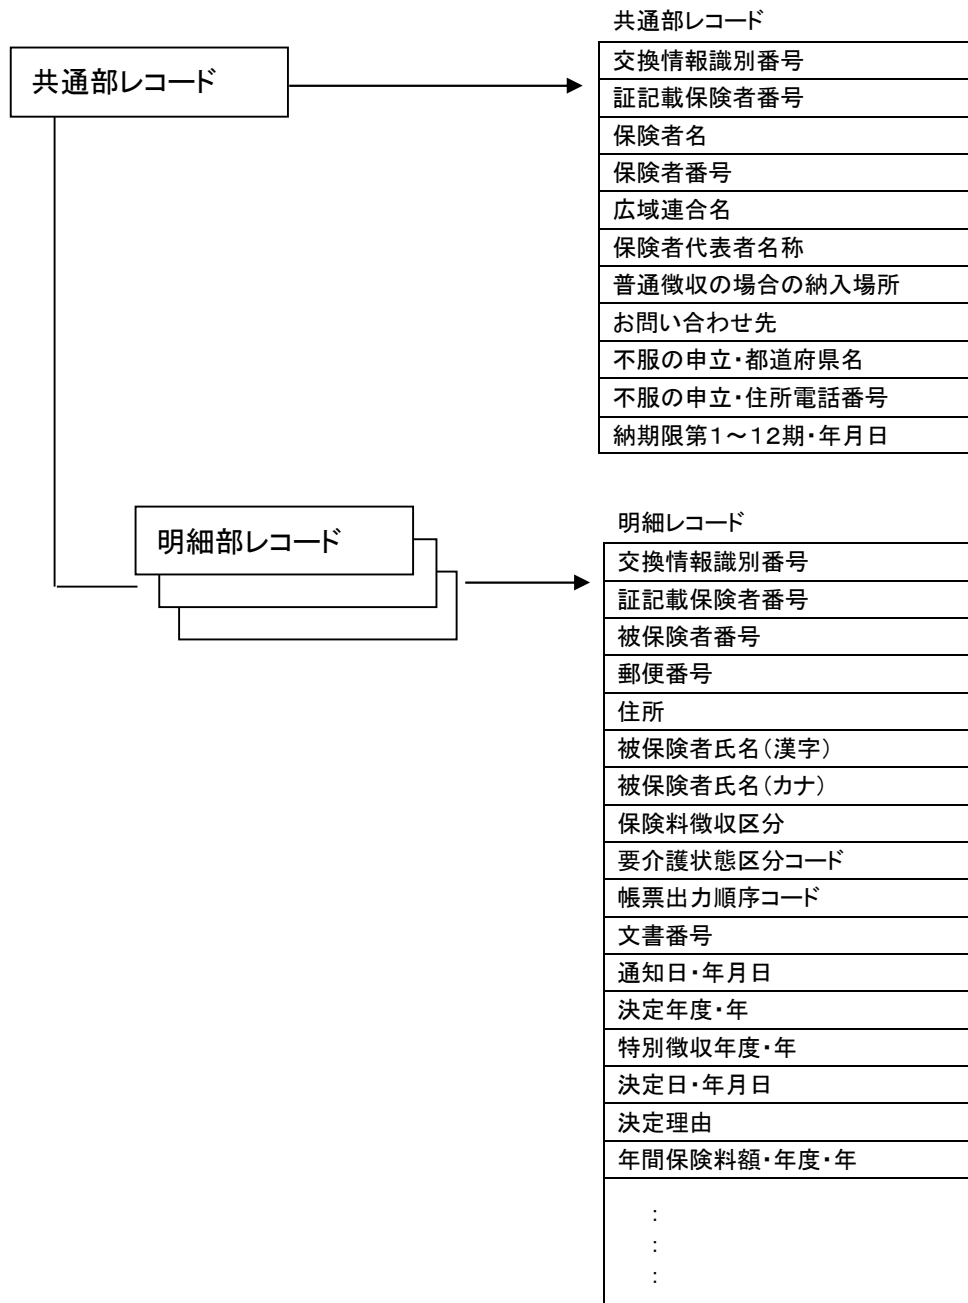 共通部レコード
共通部レコード
交換情報識別番号
証記載保険者番号
保険者名
保険者番号
広域連合名
保険者代表者名称
普通徴収の場合の納入場所
お問い合わせ先
不服の申立・都道府県名
不服の申立・住所電話番号
納期限第1～12期・年月日
明細部レコード
明細レコード
交換情報識別番号
証記載保険者番号
被保険者番号
郵便番号
住所
被保険者氏名(漢字)
被保険者氏名(カナ)
保険料徴収区分
要介護状態区分コード
帳票出力順序コード
文書番号
通知日・年月日
決定年度・年
特別徴収年度・年
決定日・年月日
決定理由
年間保険料額・年度・年
:
:
: